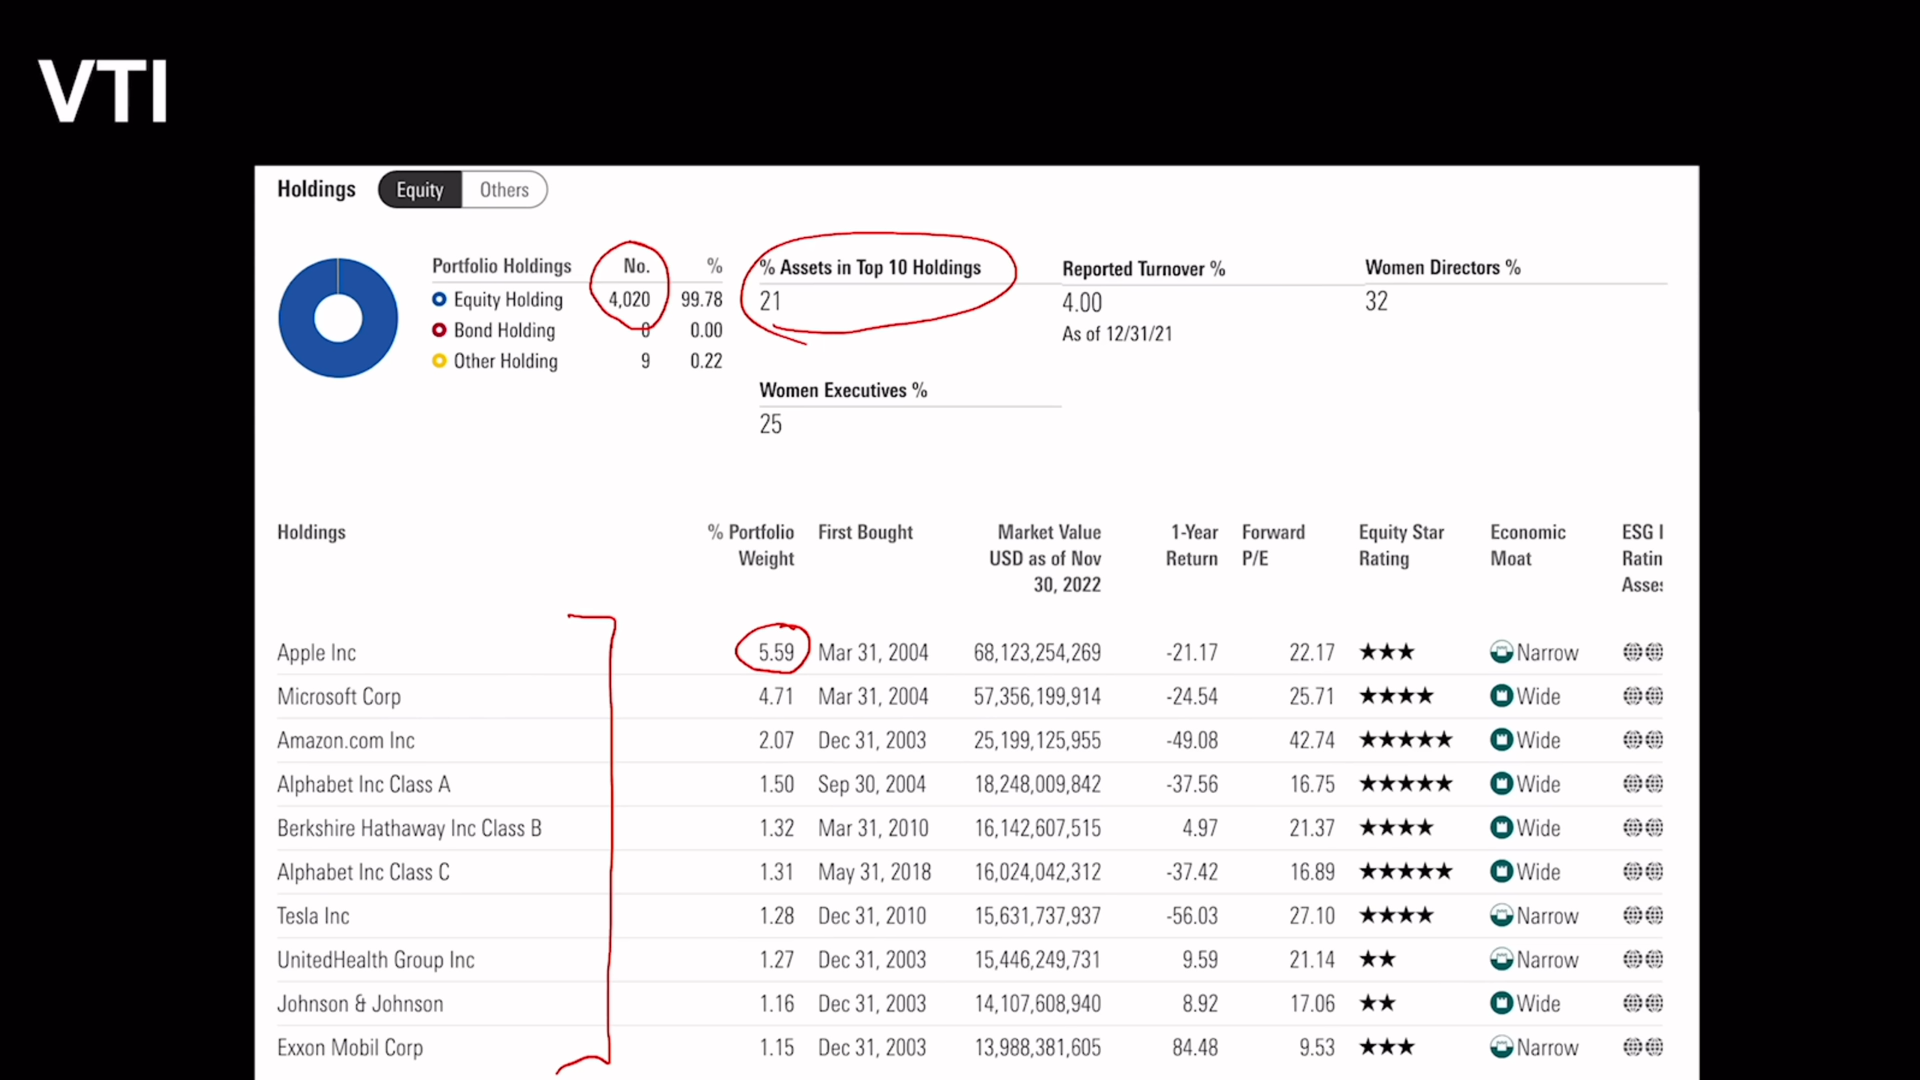 VTI
Holdings Equity Others
Portfolio Holdings No. % % Assets in Top 10 Holdings Reported Turnover % Women Directors %
Equity Holding 4,020 99.78 21 4.00 32
Bond Holding 0 0.00 As of 12/31/21
Other Holding 9 0.22
Women Executives %
25
Holdings % Portfolio First Bought Market Value 1-Year Forward Equity Star Economic ESG
Weight USD as of Nov Return P/E Rating Moat Ratin
30, 2022 Asse
Apple Inc 5.59 Mar 31, 2004 68,123,254,269 -21.17 22.17 ★★★ Narrow
Microsoft Corp 4.71 Mar 31, 2004 57,356,199,914 -24.54 25.71 ★★★★ Wide
Amazon.com Inc 2.07 Dec 31, 2003 25,199,125,955 -49.08 42.74 ★★★★★ Wide
Alphabet Inc Class A 1.50 Sep 30, 2004 18,248,009,842 -37.56 16.75 ★★★★★ Wide
Berkshire Hathaway Inc Class B 1.32 Mar 31, 2010 16,142,607,515 4.97 21.37 ★★★★ Wide
Alphabet Inc Class C 1.31 May 31, 2018 16,024,042,312 -37.42 16.89 ★★★★★ Wide
Tesla Inc 1.28 Dec 31, 2010 15,631,737,937 -56.03 27.10 ★★★★ Narrow
UnitedHealth Group Inc 1.27 Dec 31, 2003 15,446,249,731 9.59 21.14 ★★ Narrow
Johnson & Johnson 1.16 Dec 31, 2003 14,107,608,940 8.92 17.06 ★★ Wide
Exxon Mobil Corp 1.15 Dec 31, 2003 13,988,381,605 84.48 9.53 ★★★ Narrow